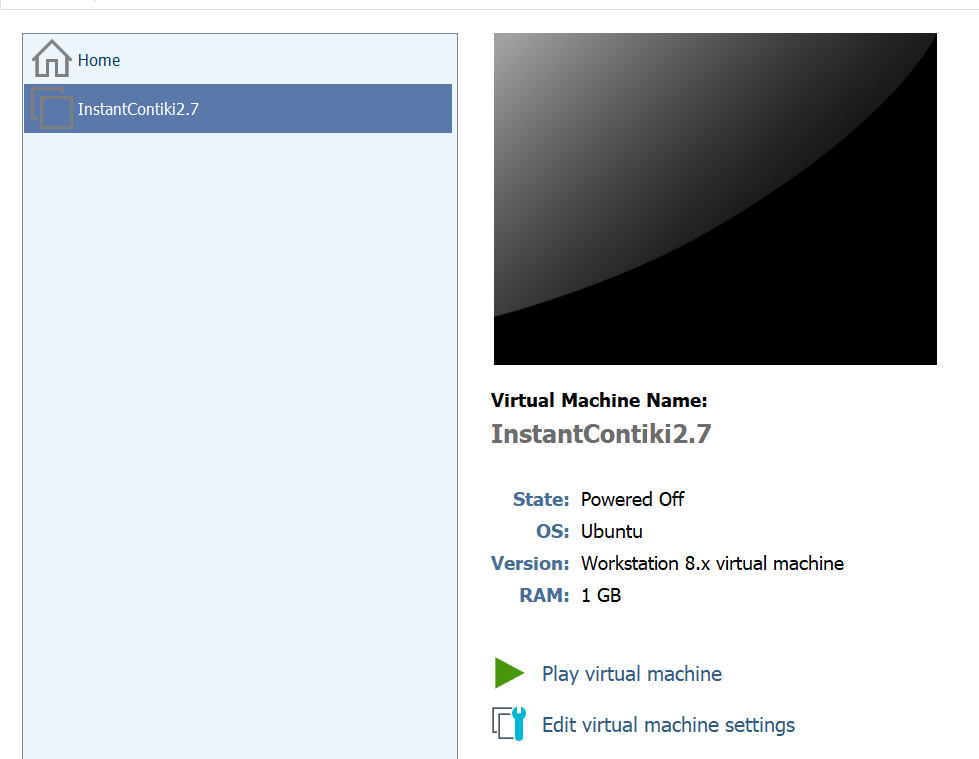 Home
InstantContiki2.7
Virtual Machine Name:
InstantContiki2.7
State: Powered Off
OS: Ubuntu
Version: Workstation 8.x virtual machine
RAM: 1 GB
Play virtual machine
Edit virtual machine settings